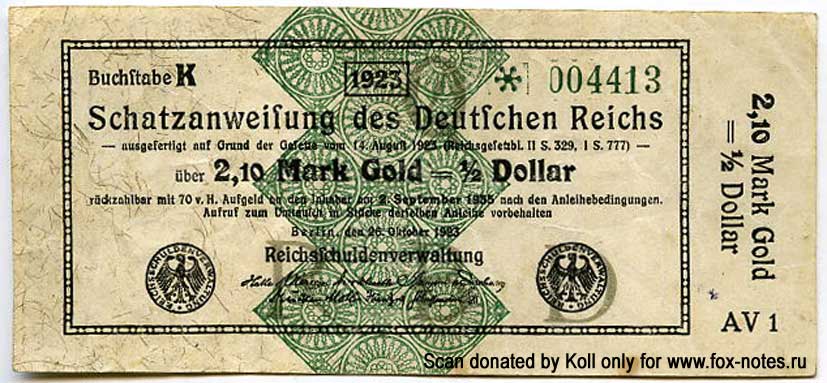 Buchſtabe K
1923
* 004413
Schatzanweiſung des Deutſchen Reichs
— ausgefertigt auf Grund der Geſetze vom 14. Auguſt 1923 (Reichsgeſetzbl. II S. 329, I S. 777) —
über 2,10 Mark Gold = ½ Dollar
rückzahlbar mit 70 v. H. Aufgeld an den Inhaber am 2. September 1935 nach den Anleihebedingungen.
Aufruf zum Umtauſch in Stücke derſelben Anleihe vorbehalten
Berlin, den 26. Oktober 1923
Reichsſchuldenverwaltung
REICHSSCHULDENVERWALTUNG
REICHSSCHULDENVERWALTUNG
D
2,10 Mark Gold
= ½ Dollar
AV 1
Scan donated by Koll only for www.fox-notes.ru